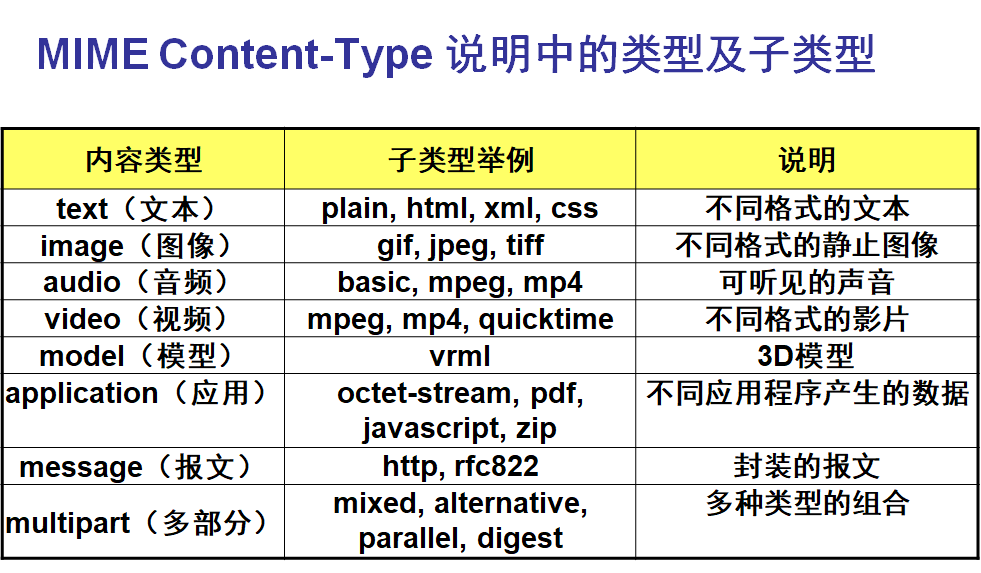 MIME Content-Type 说明中的类型及子类型
内容类型 子类型举例 说明
text（文本） plain, html, xml, css 不同格式的文本
image（图像） gif, jpeg, tiff 不同格式的静止图像
audio（音频） basic, mpeg, mp4 可听见的声音
video（视频） mpeg, mp4, quicktime 不同格式的影片
model（模型） vrml 3D模型
application（应用） octet-stream, pdf, 不同应用程序产生的数据
javascript, zip
message（报文） http, rfc822 封装的报文
multipart（多部分） mixed, alternative, 多种类型的组合
parallel, digest